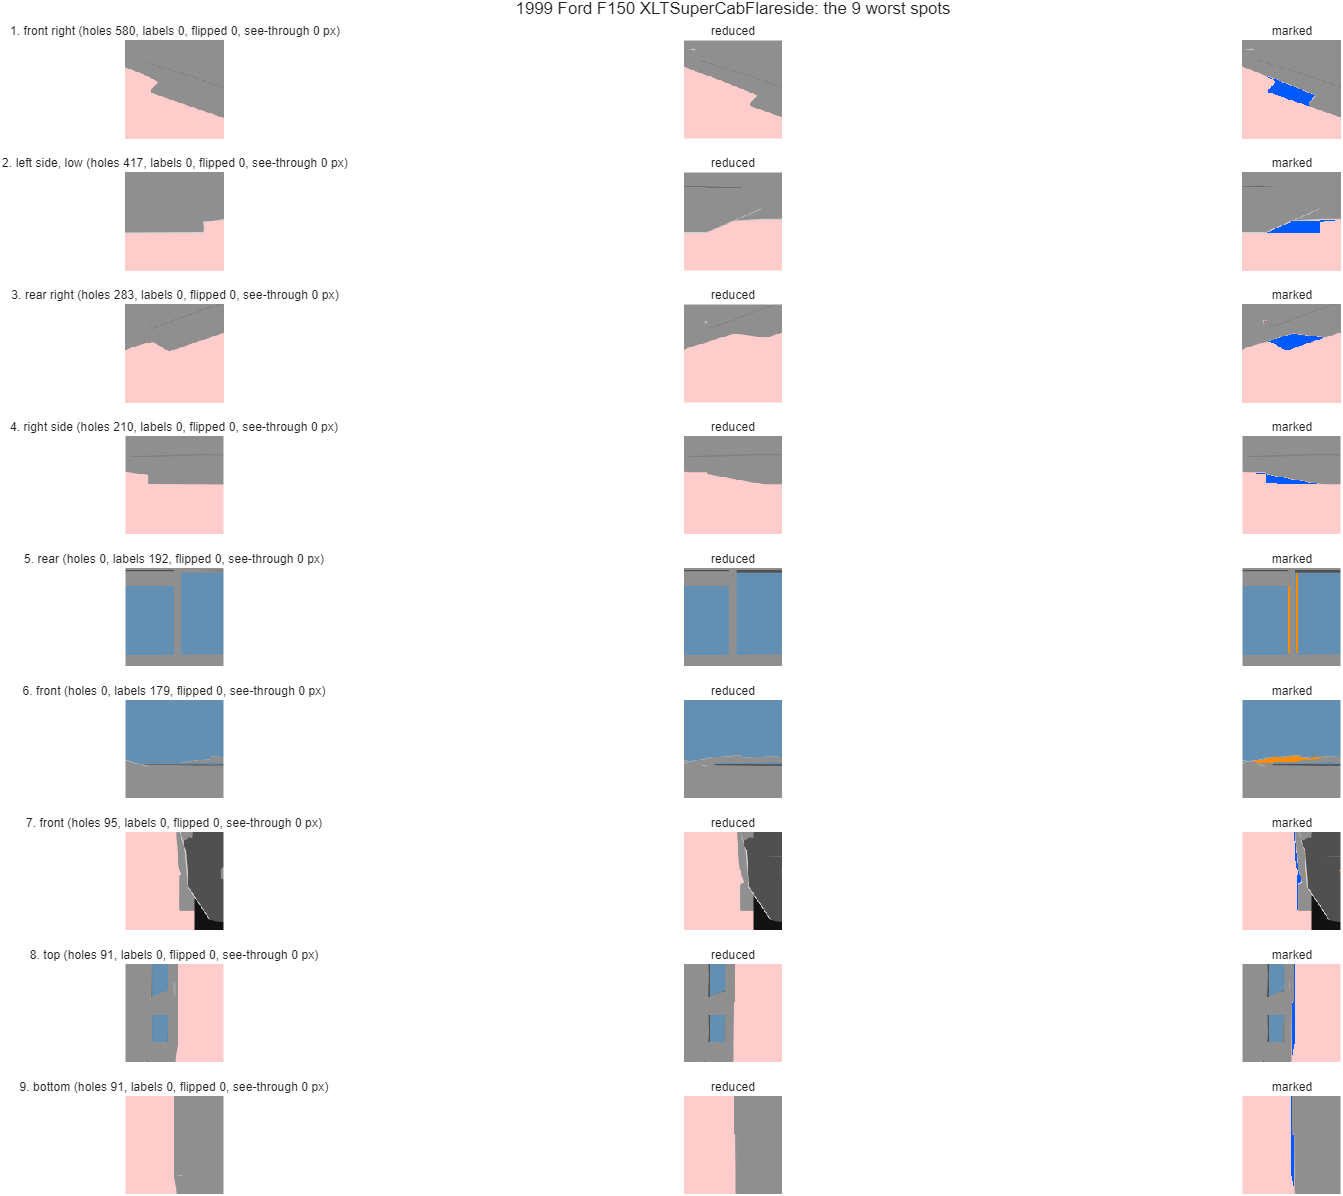 1999 Ford F150 XLTSuperCabFlareside: the 9 worst spots
1. front right (holes 580, labels 0, flipped 0, see-through 0 px)
reduced
marked
2. left side, low (holes 417, labels 0, flipped 0, see-through 0 px)
reduced
marked
3. rear right (holes 283, labels 0, flipped 0, see-through 0 px)
reduced
marked
4. right side (holes 210, labels 0, flipped 0, see-through 0 px)
reduced
marked
5. rear (holes 0, labels 192, flipped 0, see-through 0 px)
reduced
marked
6. front (holes 0, labels 179, flipped 0, see-through 0 px)
reduced
marked
7. front (holes 95, labels 0, flipped 0, see-through 0 px)
reduced
marked
8. top (holes 91, labels 0, flipped 0, see-through 0 px)
reduced
marked
9. bottom (holes 91, labels 0, flipped 0, see-through 0 px)
reduced
marked